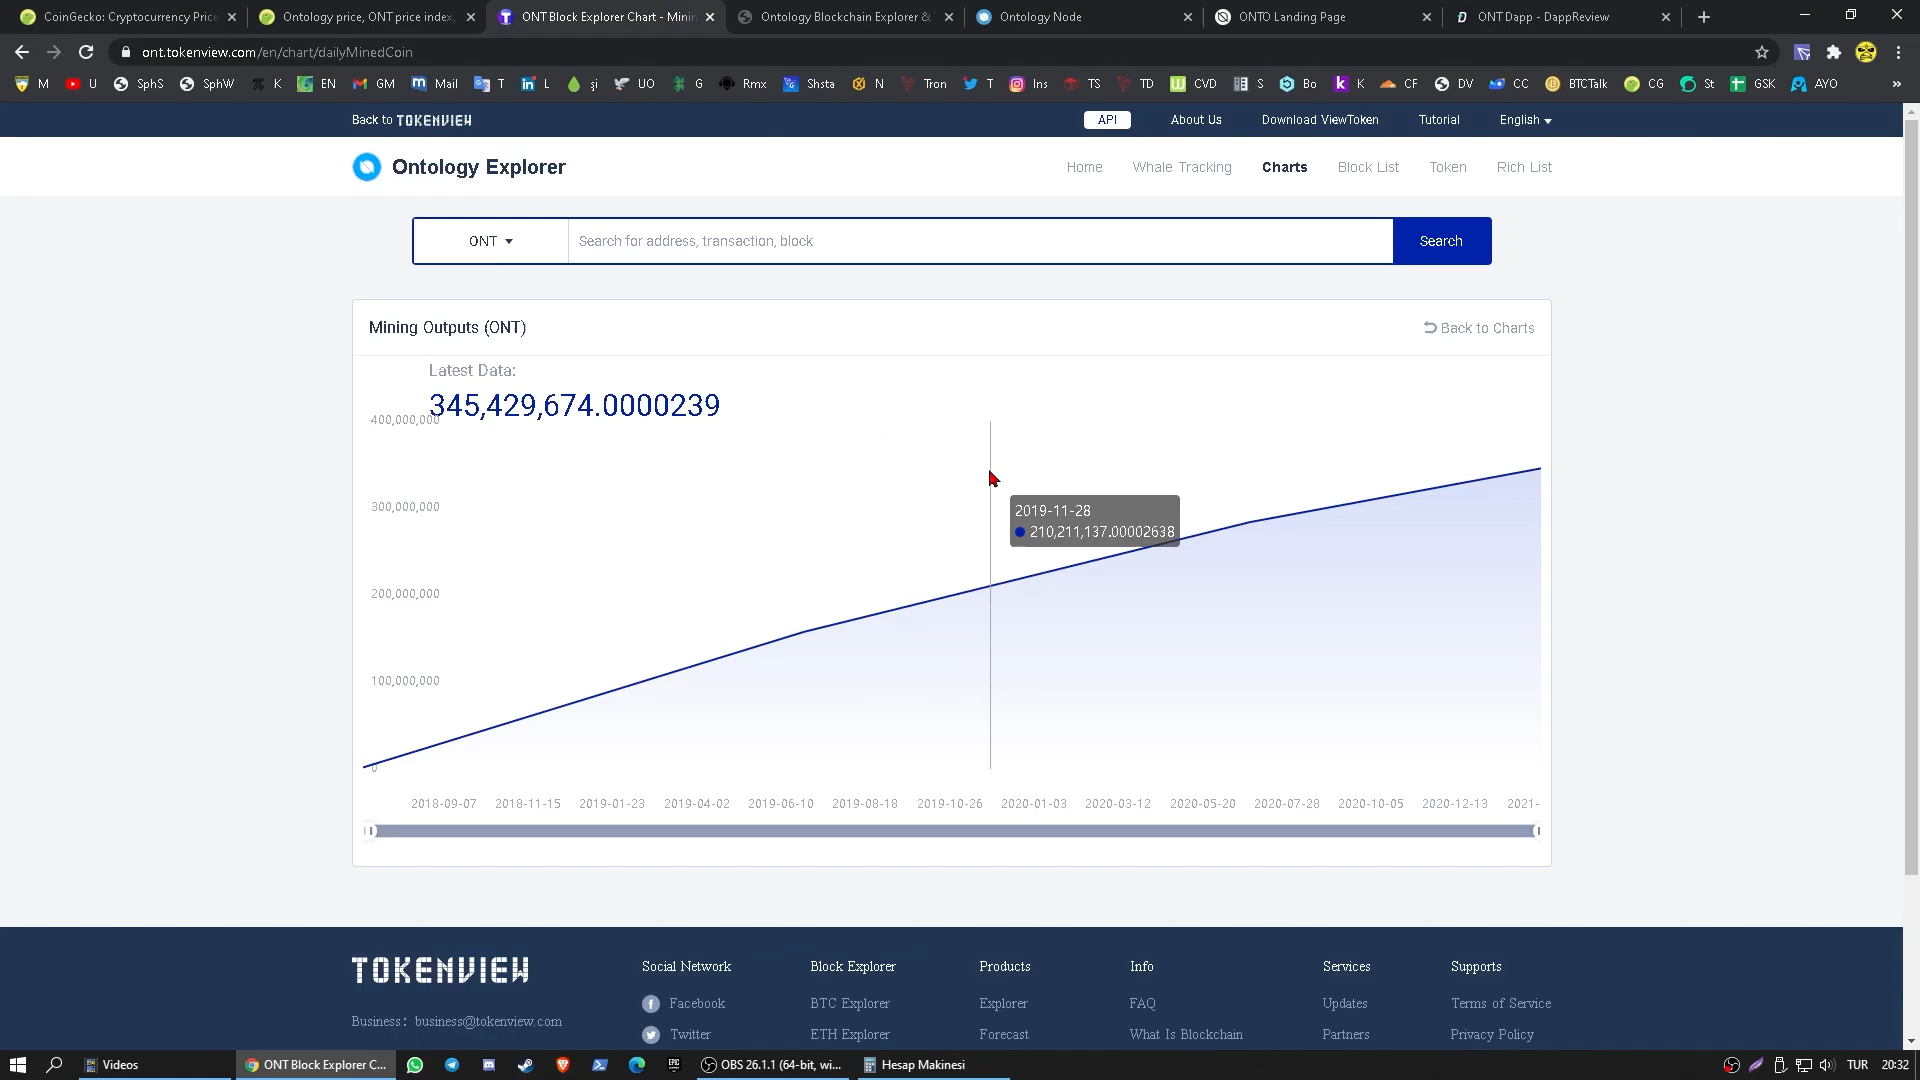 CoinGecko: Cryptocurrency Price
Ontology price, ONT price index,
ONT Block Explorer Chart - Minin
Ontology Blockchain Explorer &
Ontology Node
ONTO Landing Page
ONT Dapp - DappReview
ont.tokenview.com/en/chart/dailyMinedCoin
M U SphS SphW K EN GM Mail T L şi UO G Rmx Shsta N Tron T Ins TS TD CVD S Bo K CF DV CC BTCTalk CG St GSK AYO
Back to TOKENVIEW
API About Us Download ViewToken Tutorial English
Ontology Explorer
Home Whale Tracking Charts Block List Token Rich List
ONT Search for address, transaction, block Search
Mining Outputs (ONT)
Back to Charts
Latest Data:
345,429,674.0000239
400,000,000
300,000,000
2019-11-28
210,211,137.00002638
200,000,000
100,000,000
0
2018-09-07 2018-11-15 2019-01-23 2019-04-02 2019-06-10 2019-08-18 2019-10-26 2020-01-03 2020-03-12 2020-05-20 2020-07-28 2020-10-05 2020-12-13 2021-
TOKENVIEW
Business: business@tokenview.com
Social Network Block Explorer Products Info Services Supports
Facebook BTC Explorer Explorer FAQ Updates Terms of Service
Twitter ETH Explorer Forecast What Is Blockchain Partners Privacy Policy
Videos
ONT Block Explorer C...
EPIC
OBS 26.1.1 (64-bit, wi...
Hesap Makinesi
TUR 20:32